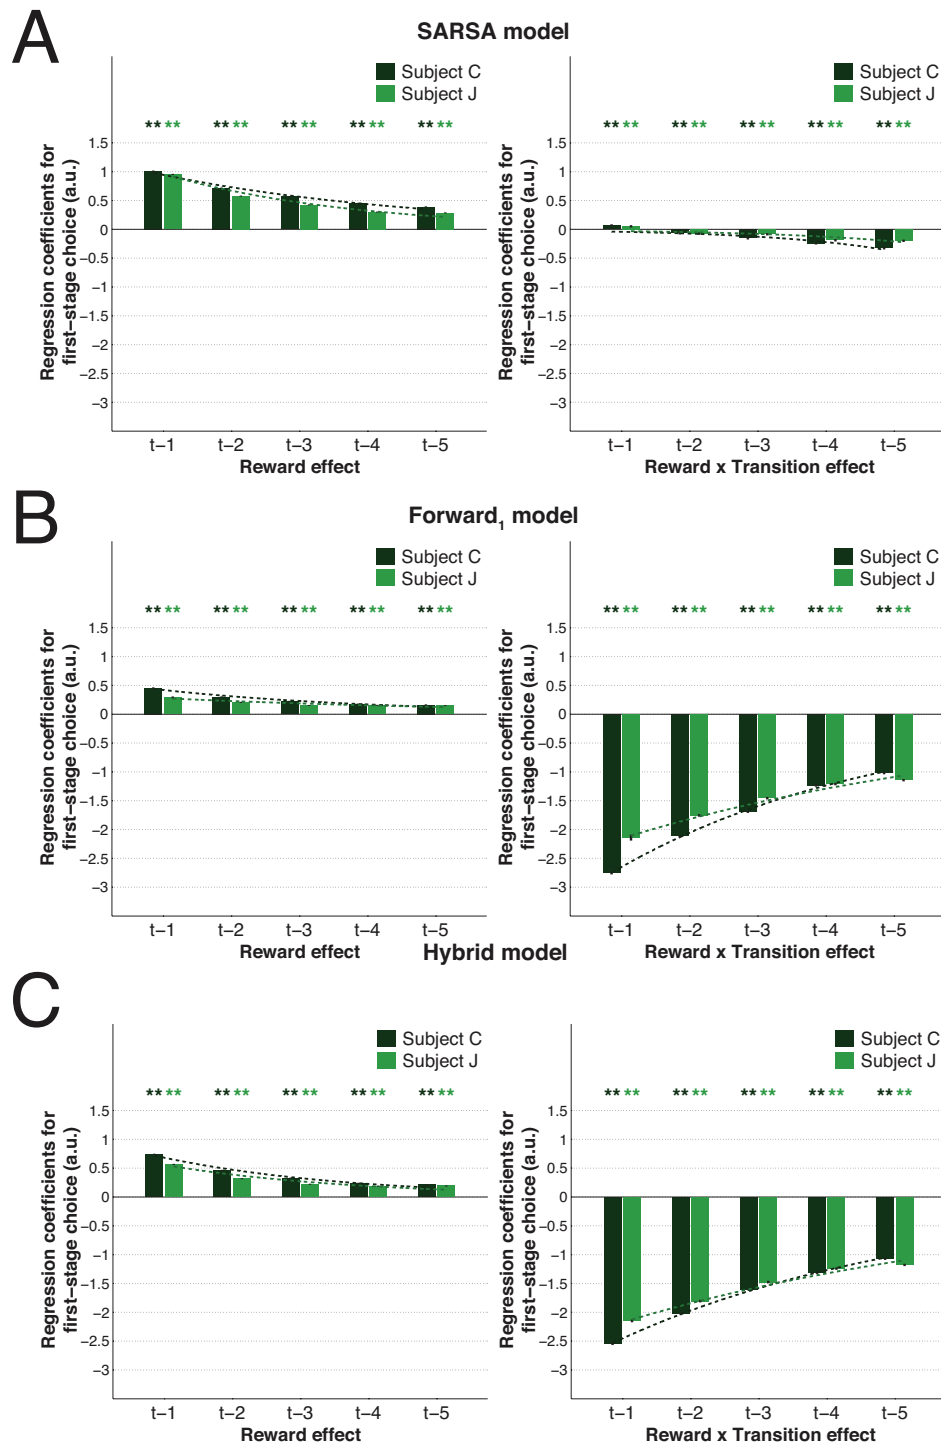 A
SARSA model
Subject C
Subject J
** ** ** ** ** ** ** ** ** **
1.5
1
0.5
0
−0.5
−1
−1.5
−2
−2.5
−3
Regression coefficients for
first−stage choice (a.u.)
t−1 t−2 t−3 t−4 t−5
Reward effect
Subject C
Subject J
** ** ** ** ** ** ** ** ** **
1.5
1
0.5
0
−0.5
−1
−1.5
−2
−2.5
−3
Regression coefficients for
first−stage choice (a.u.)
t−1 t−2 t−3 t−4 t−5
Reward x Transition effect
B
Forward₁ model
Subject C
Subject J
** ** ** ** ** ** ** ** ** **
1.5
1
0.5
0
−0.5
−1
−1.5
−2
−2.5
−3
Regression coefficients for
first−stage choice (a.u.)
t−1 t−2 t−3 t−4 t−5
Reward effect
Subject C
Subject J
** ** ** ** ** ** ** ** ** **
1.5
1
0.5
0
−0.5
−1
−1.5
−2
−2.5
−3
Regression coefficients for
first−stage choice (a.u.)
t−1 t−2 t−3 t−4 t−5
Reward x Transition effect
C
Hybrid model
Subject C
Subject J
** ** ** ** ** ** ** ** ** **
1.5
1
0.5
0
−0.5
−1
−1.5
−2
−2.5
−3
Regression coefficients for
first−stage choice (a.u.)
t−1 t−2 t−3 t−4 t−5
Reward effect
Subject C
Subject J
** ** ** ** ** ** ** ** ** **
1.5
1
0.5
0
−0.5
−1
−1.5
−2
−2.5
−3
Regression coefficients for
first−stage choice (a.u.)
t−1 t−2 t−3 t−4 t−5
Reward x Transition effect